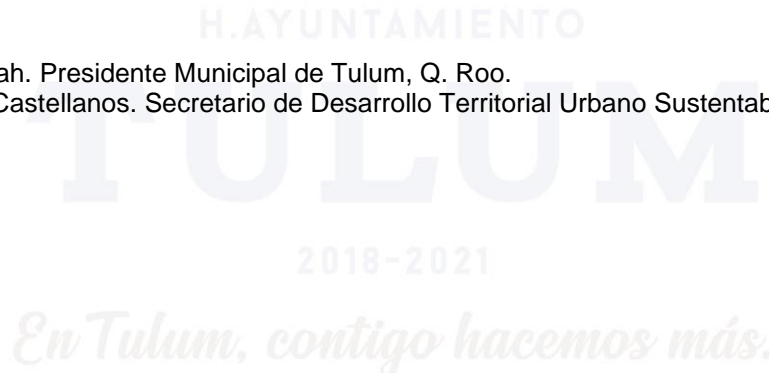 H.AYUNTAMIENTO
ah. Presidente Municipal de Tulum, Q. Roo.
Castellanos. Secretario de Desarrollo Territorial Urbano Sustentab
TULUM
2018-2021
En Tulum, contigo hacemos más.